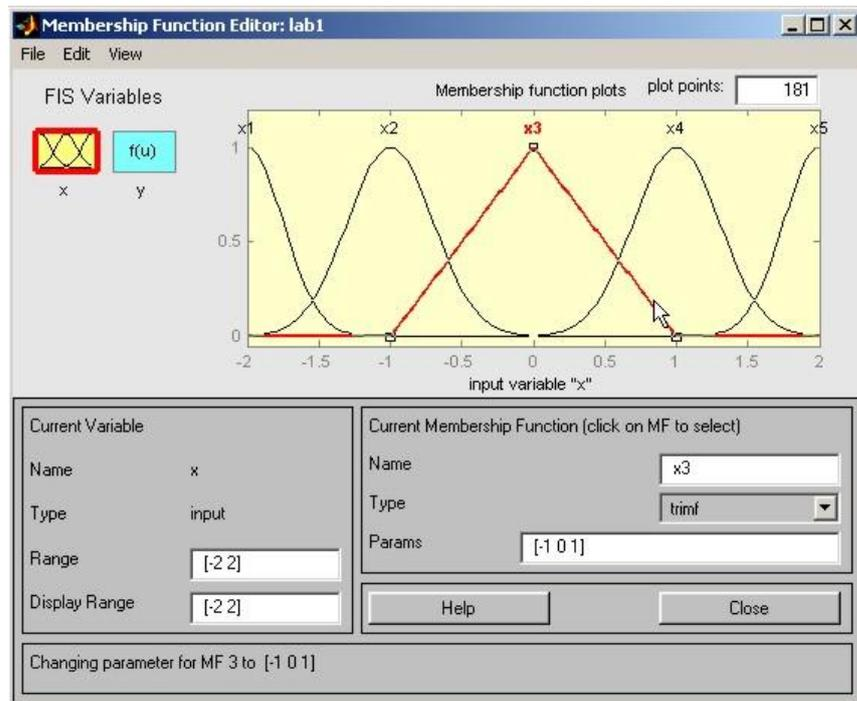 Membership Function Editor: lab1
File Edit View
FIS Variables
f(u)
x y
Membership function plots plot points: 181
x1 x2 x3 x4 x5
1
0.5
0
-2 -1.5 -1 -0.5 0 0.5 1 1.5 2
input variable "x"
Current Variable
Name x
Type input
Range [-2 2]
Display Range [-2 2]
Current Membership Function (click on MF to select)
Name x3
Type trimf
Params [-1 0 1]
Help Close
Changing parameter for MF 3 to [-1 0 1]